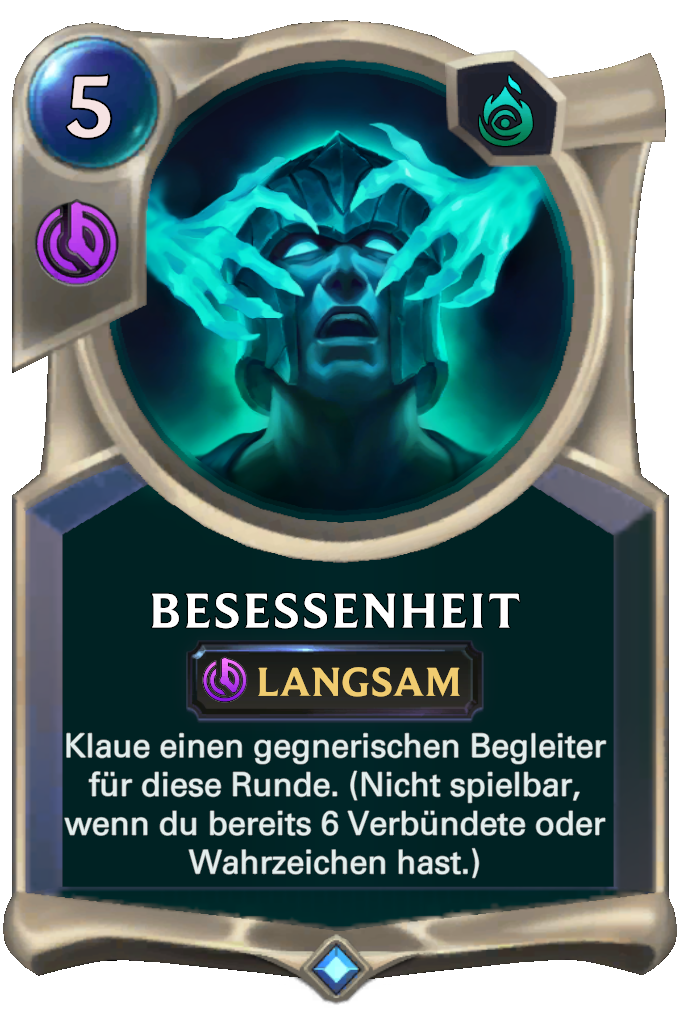 5
BESESSENHEIT
LANGSAM
Klaue einen gegnerischen Begleiter
für diese Runde. (Nicht spielbar,
wenn du bereits 6 Verbündete oder
Wahrzeichen hast.)